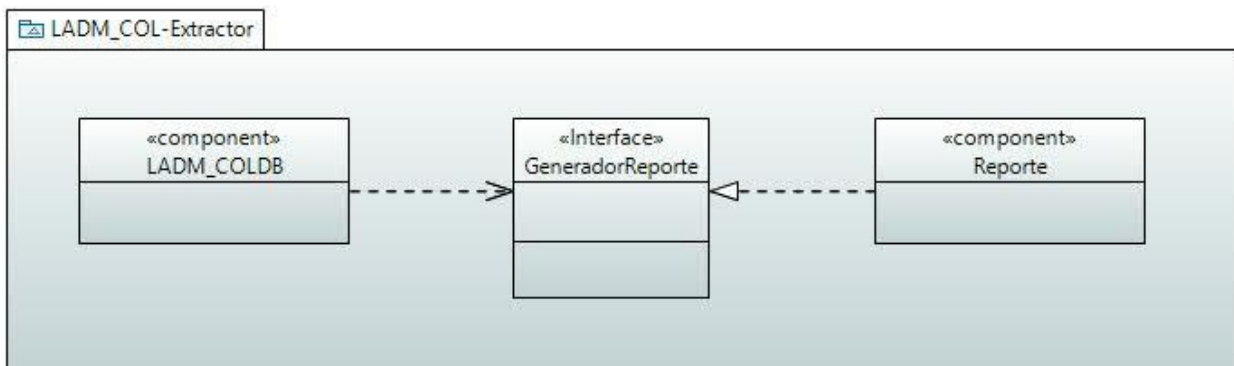 LADM_COL-Extractor
«component»
LADM_COLDB
«Interface»
GeneradorReporte
«component»
Reporte